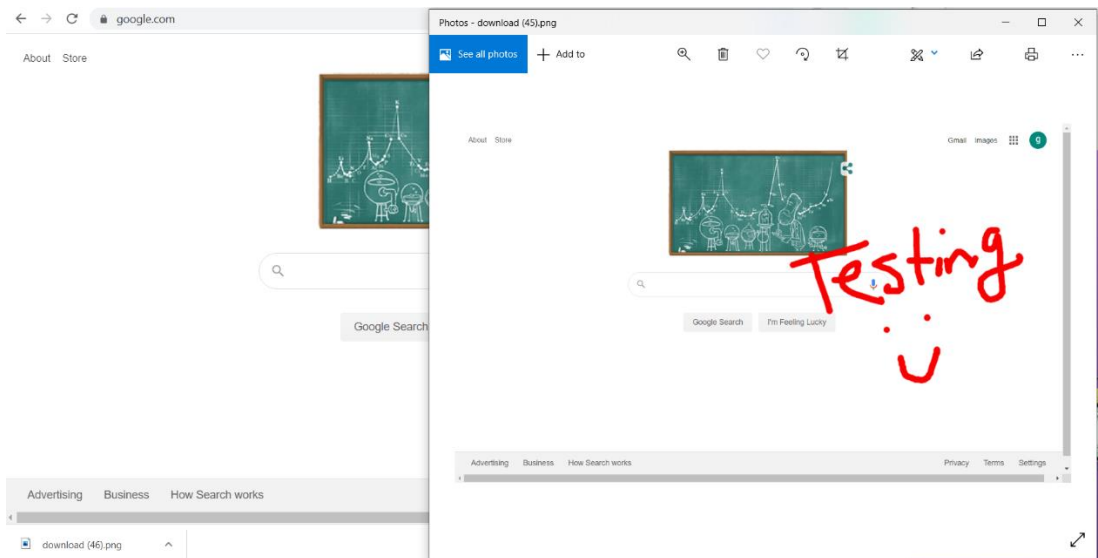 google.com
About Store
Google Search
Advertising Business How Search works
download (46).png
Photos - download (45).png
See all photos
Add to
About Store
Gmail Images
g
Testing
Google Search I'm Feeling Lucky
Advertising Business How Search works
Privacy Terms Settings